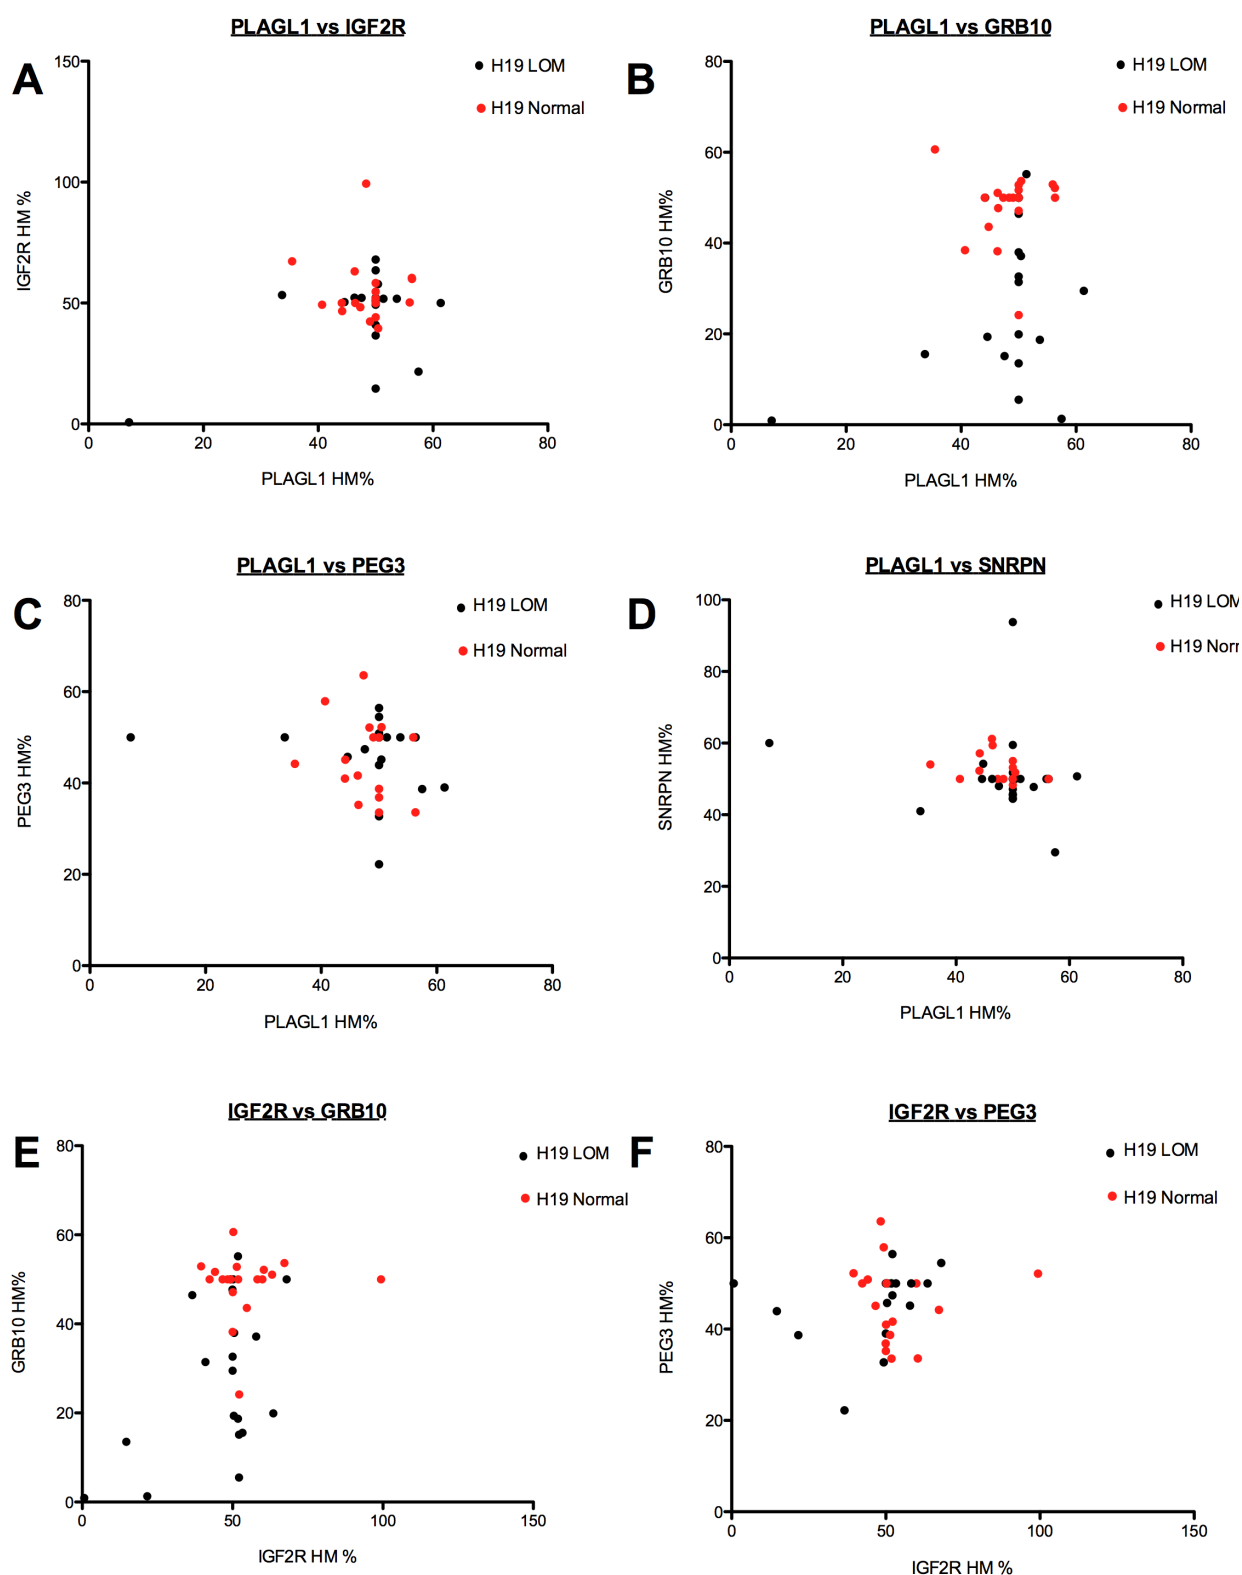 PLAGL1 vs IGF2R
A
H19 LOM
H19 Normal
150
100
50
0
IGF2R HM %
0 20 40 60 80
PLAGL1 HM%
PLAGL1 vs GRB10
B
H19 LOM
H19 Normal
80
60
40
20
0
GRB10 HM%
0 20 40 60 80
PLAGL1 HM%
PLAGL1 vs PEG3
C
H19 LOM
H19 Normal
80
60
40
20
0
PEG3 HM%
0 20 40 60 80
PLAGL1 HM%
PLAGL1 vs SNRPN
D
H19 LOM
H19 Norr
100
80
60
40
20
0
SNRPN HM%
0 20 40 60 80
PLAGL1 HM%
IGF2R vs GRB10
E
H19 LOM
H19 Normal
80
60
40
20
0
GRB10 HM%
0 50 100 150
IGF2R HM %
IGF2R vs PEG3
F
H19 LOM
H19 Normal
80
60
40
20
0
PEG3 HM%
0 50 100 150
IGF2R HM %